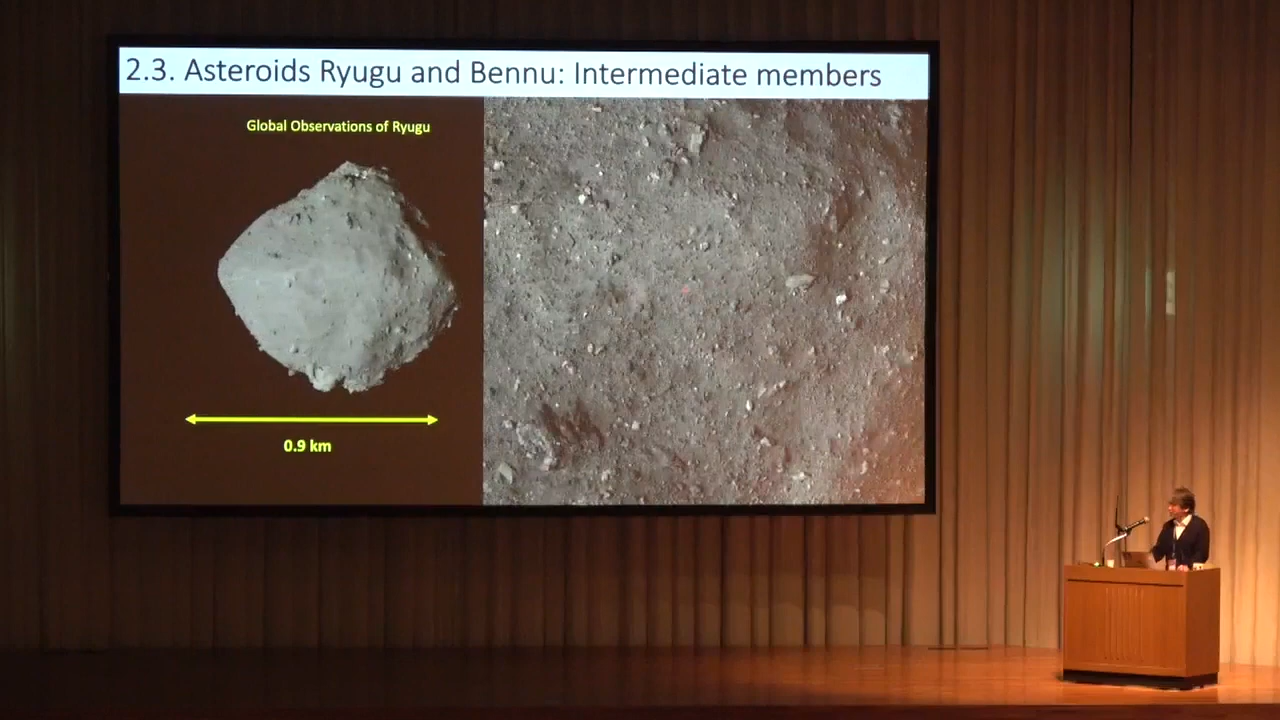 2.3. Asteroids Ryugu and Bennu: Intermediate members
Global Observations of Ryugu
0.9 km